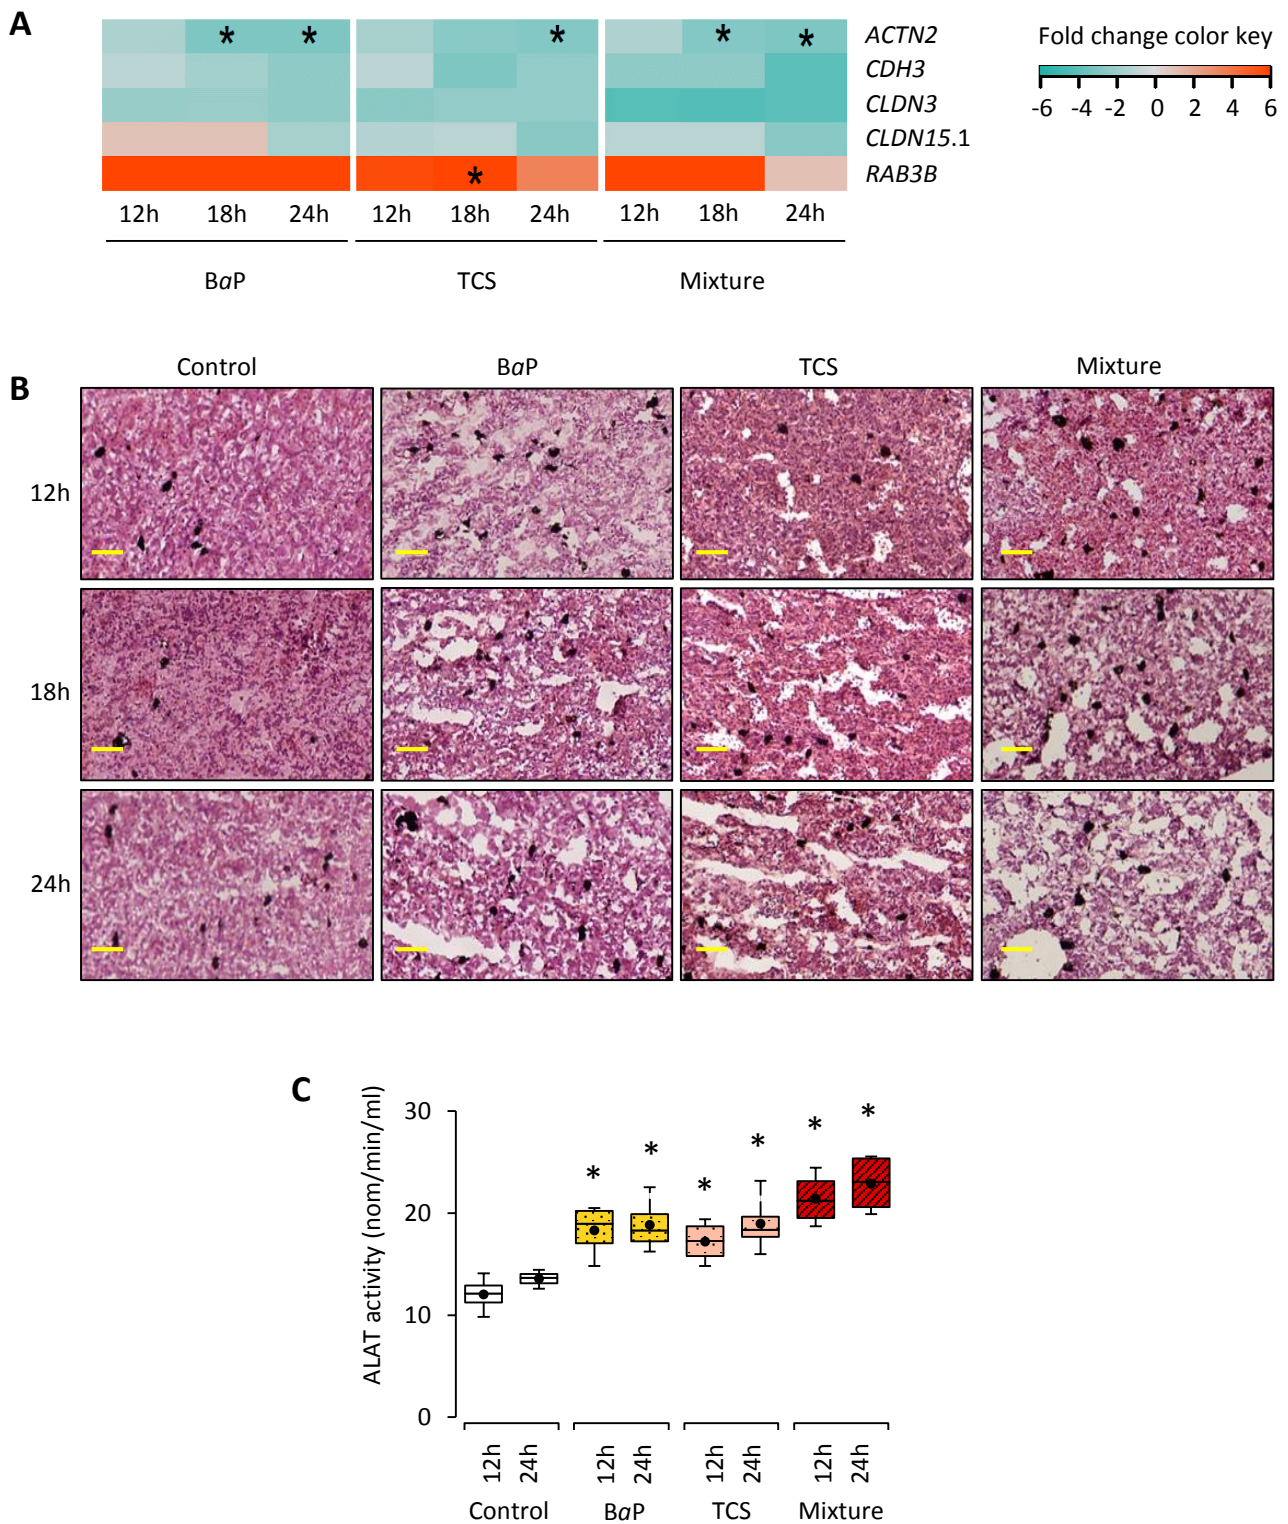 A
* * * * *
ACTN2
CDH3
CLDN3
CLDN15.1
*
RAB3B
Fold change color key
-6 -4 -2 0 2 4 6
12h 18h 24h 12h 18h 24h 12h 18h 24h
BaP TCS Mixture
B
Control BaP TCS Mixture
12h
18h
24h
C
ALAT activity (nom/min/ml)
30
20
10
0
* * * * * *
12h 24h 12h 24h 12h 24h 12h 24h
Control BaP TCS Mixture